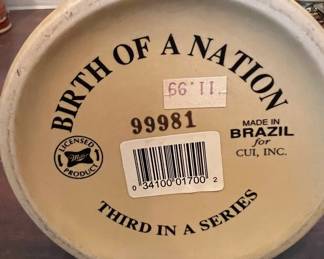 BIRTH OF A NATION
11.99
99981
LICENSED
Miller
PRODUCT
MADE IN
BRAZIL
for
CUI, INC.
0 34100 01700 2
THIRD IN A SERIES